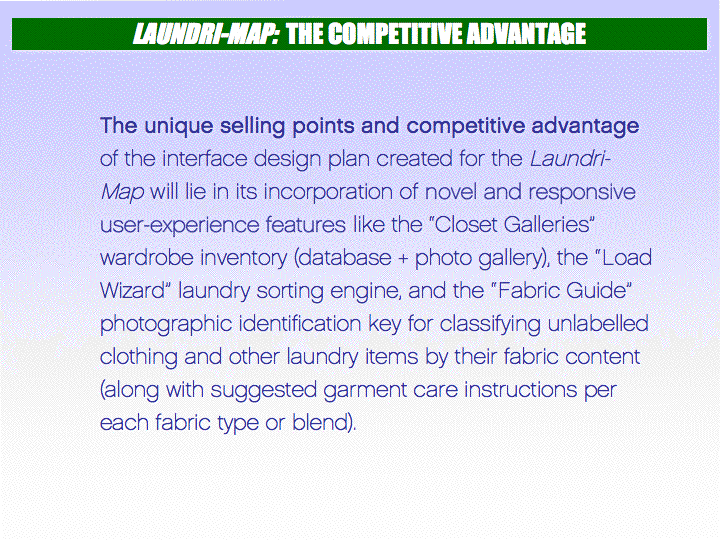 LAUNDRI-MAP: THE COMPETITIVE ADVANTAGE
The unique selling points and competitive advantage
of the interface design plan created for the Laundri-
Map will lie in its incorporation of novel and responsive
user-experience features like the "Closet Galleries"
wardrobe inventory (database + photo gallery), the "Load
Wizard" laundry sorting engine, and the "Fabric Guide"
photographic identification key for classifying unlabelled
clothing and other laundry items by their fabric content
(along with suggested garment care instructions per
each fabric type or blend).